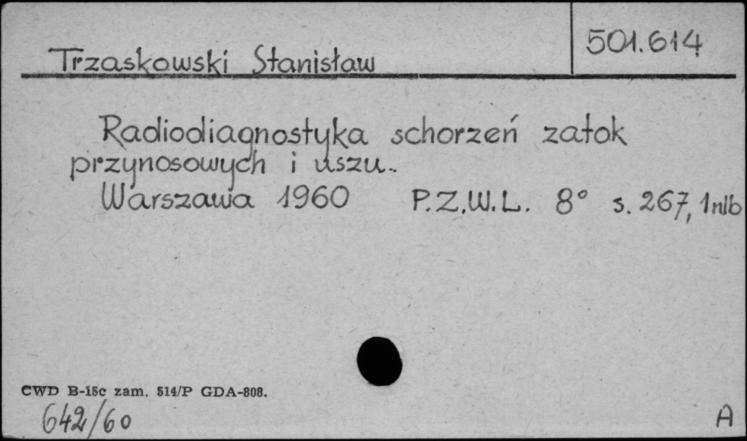 Trzaskowski Stanisław
501.614
Radiodiagnostyka schorzeń zatok
przynosowych i uszu.
Warszawa 1960 P.Z.W.L. 8° s. 267, 1nlb
CWD B-15c zam. 514/P GDA-808.
642/60
A